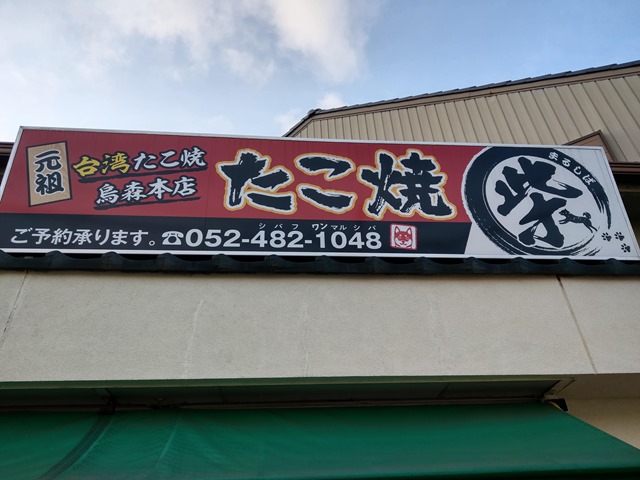 元祖
台湾たこ焼
烏森本店
たこ焼
まるしば
柴
シバフ ワンマルシバ
ご予約承ります。☎052-482-1048